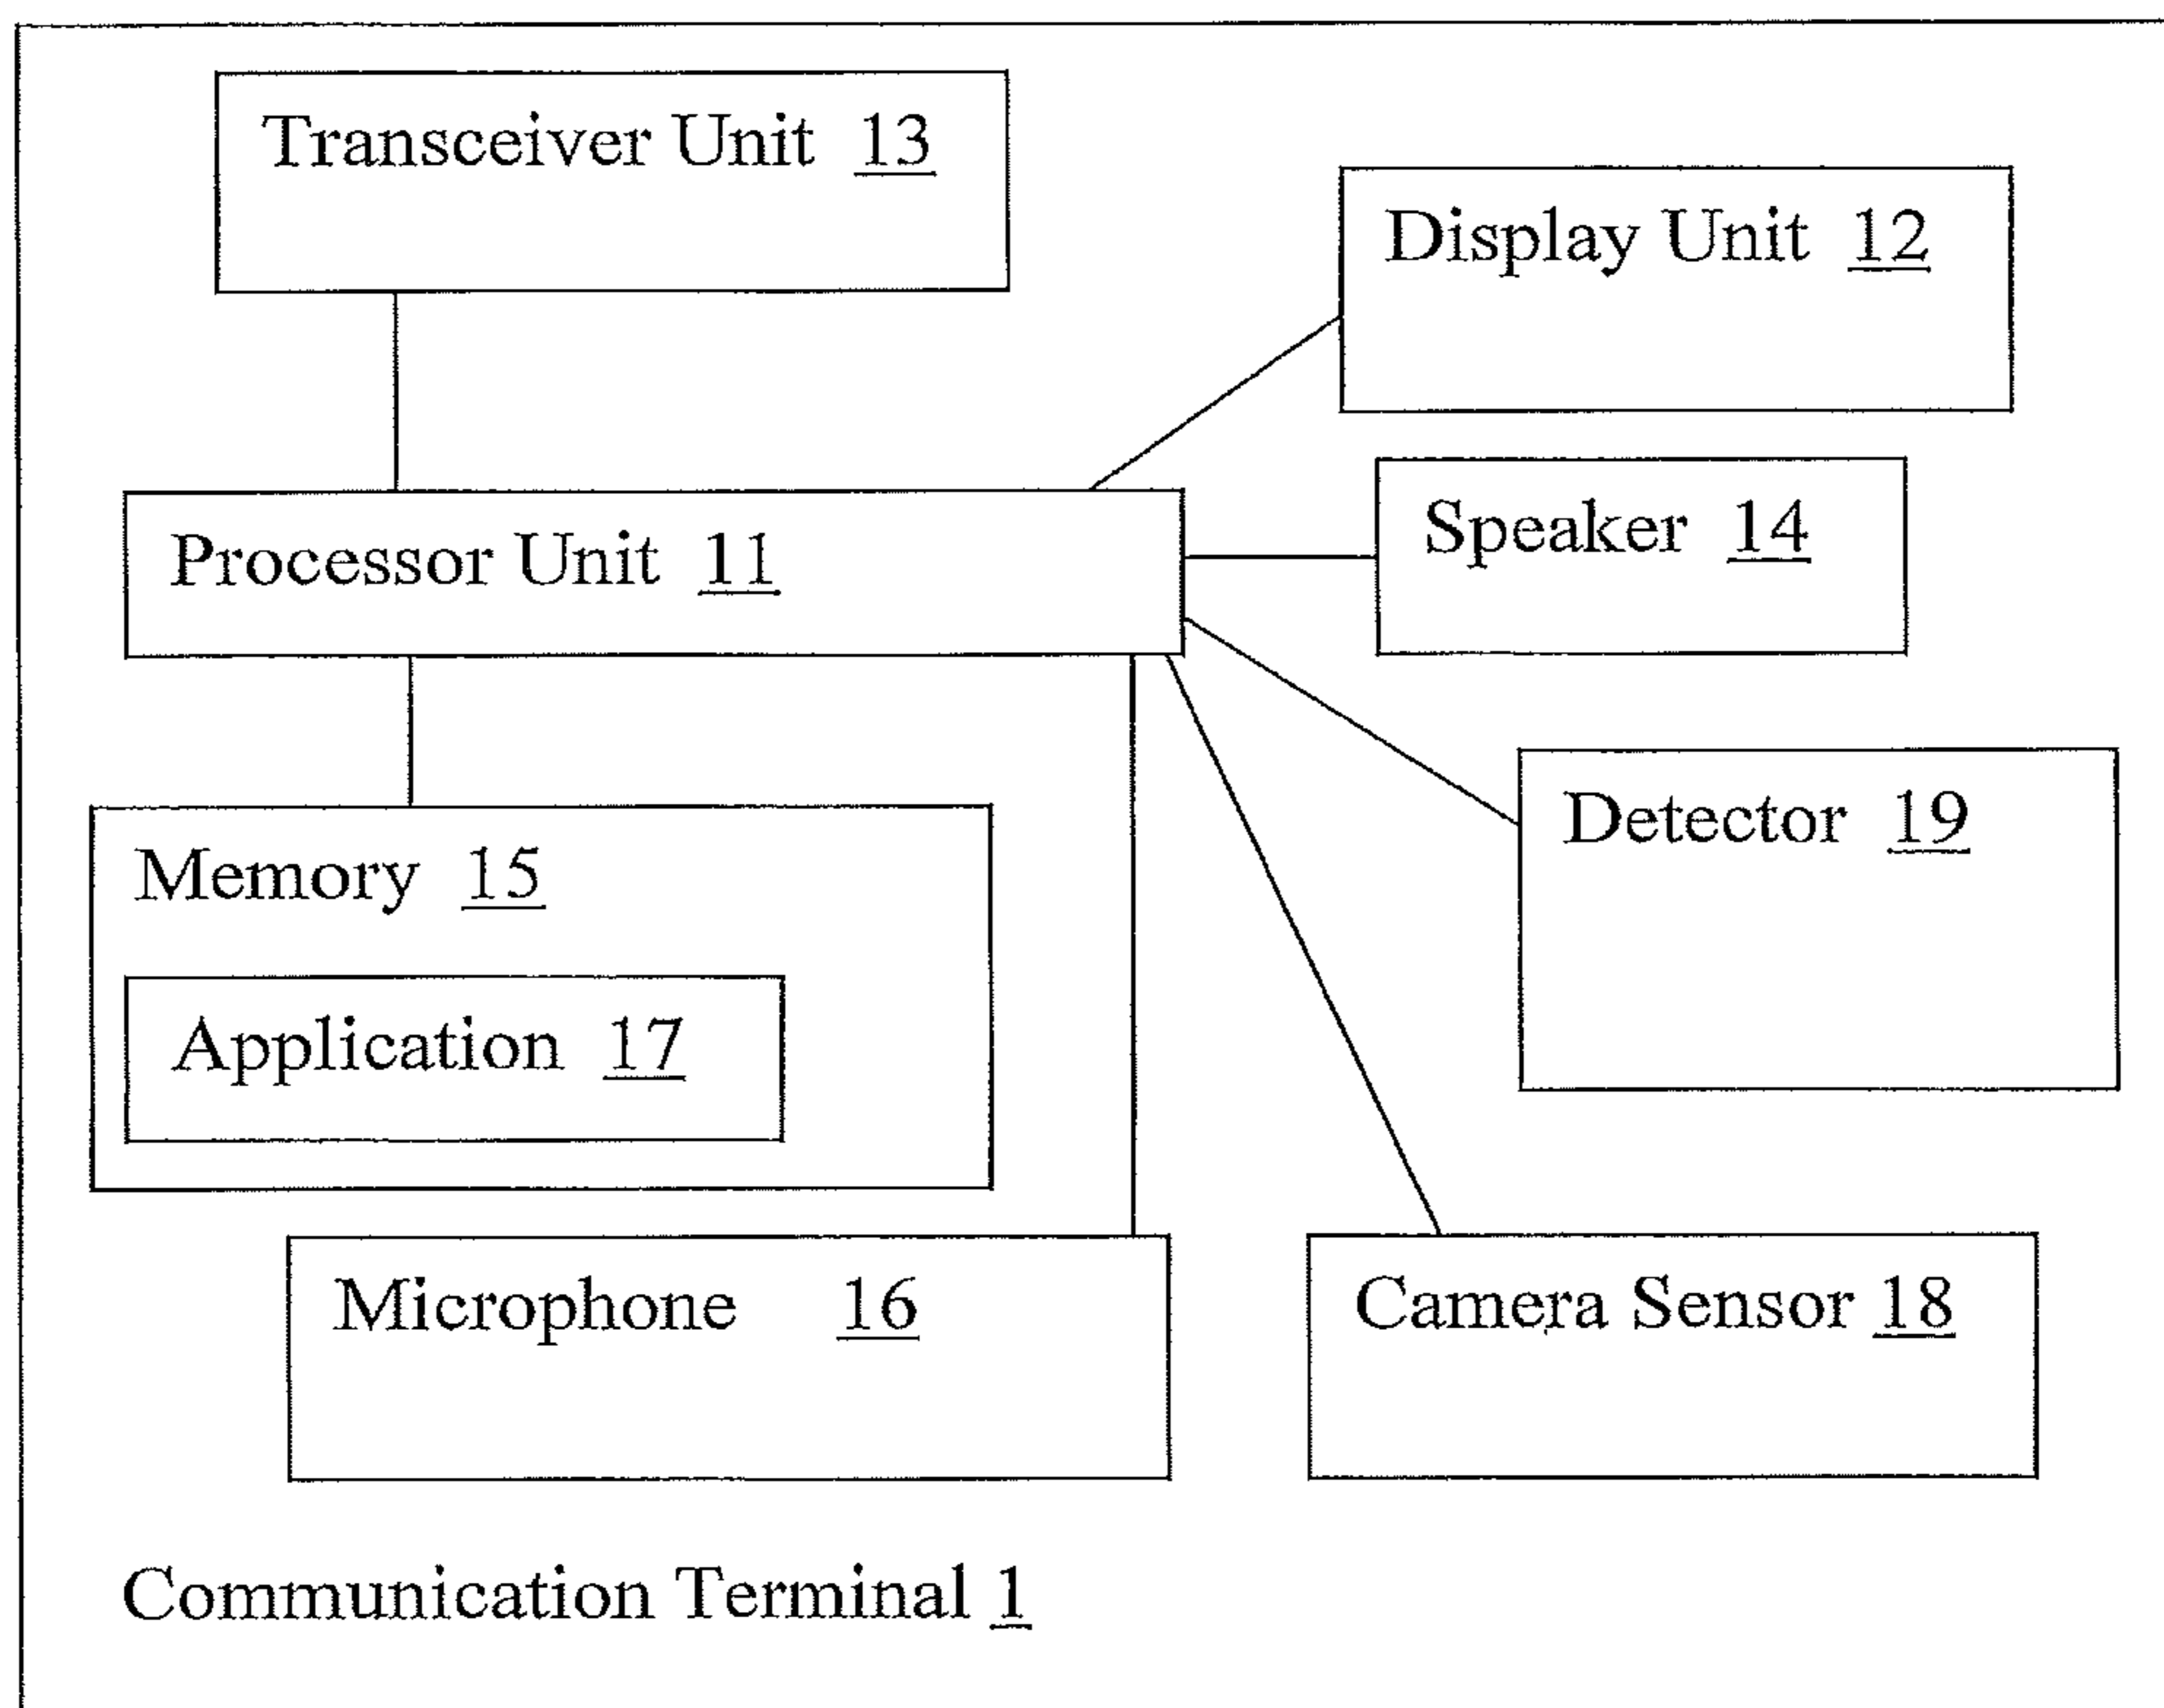 Transceiver Unit 13
Display Unit 12
Processor Unit 11
Speaker 14
Detector 19
Memory 15
Application 17
Microphone 16
Camera Sensor 18
Communication Terminal 1